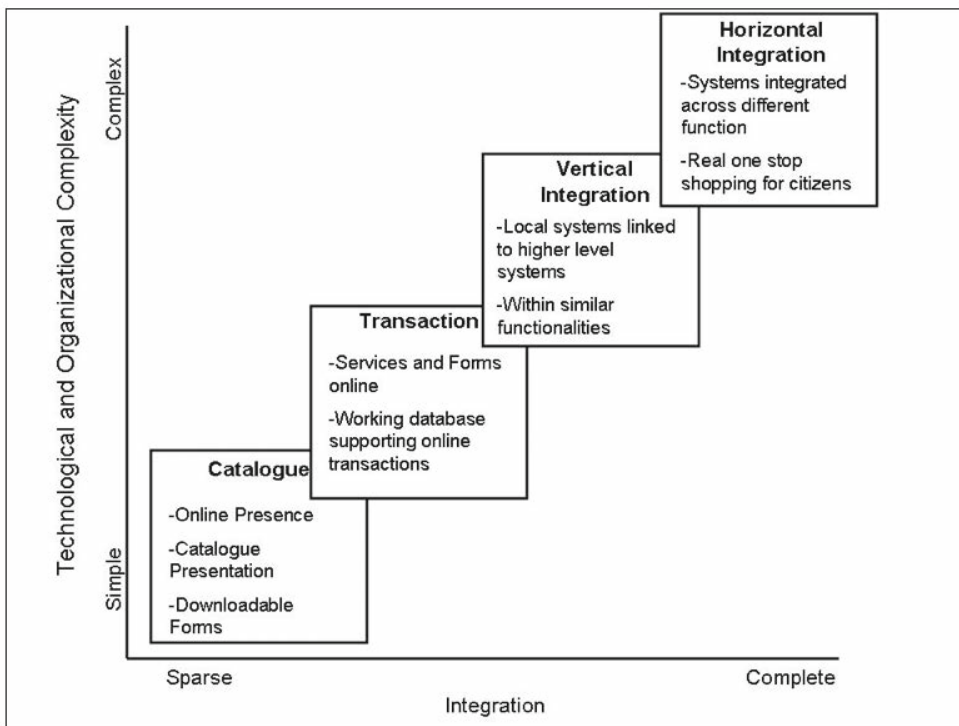 Technological and Organizational Complexity
Complex
Simple
Horizontal
Integration
-Systems integrated
across different
function
-Real one stop
shopping for citizens
Vertical
Integration
-Local systems linked
to higher level
systems
-Within similar
functionalities
Transaction
-Services and Forms
online
-Working database
supporting online
transactions
Catalogue
-Online Presence
-Catalogue
Presentation
-Downloadable
Forms
Sparse
Complete
Integration